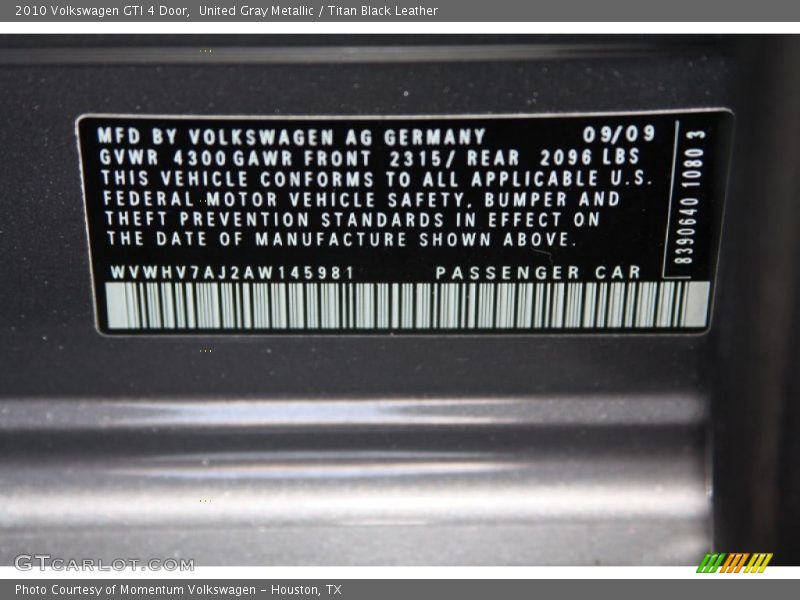 2010 Volkswagen GTI 4 Door,  United Gray Metallic / Titan Black Leather
MFD BY VOLKSWAGEN AG GERMANY 09/09
GVWR 4300 GAWR FRONT 2315/ REAR 2096 LBS
THIS VEHICLE CONFORMS TO ALL APPLICABLE U.S.
FEDERAL MOTOR VEHICLE SAFETY, BUMPER AND
THEFT PREVENTION STANDARDS IN EFFECT ON
THE DATE OF MANUFACTURE SHOWN ABOVE.
WVWHV7AJ2AW145981 PASSENGER CAR
8390640 1080 3
GTCARLOT.COM
Photo Courtesy of Momentum Volkswagen - Houston, TX